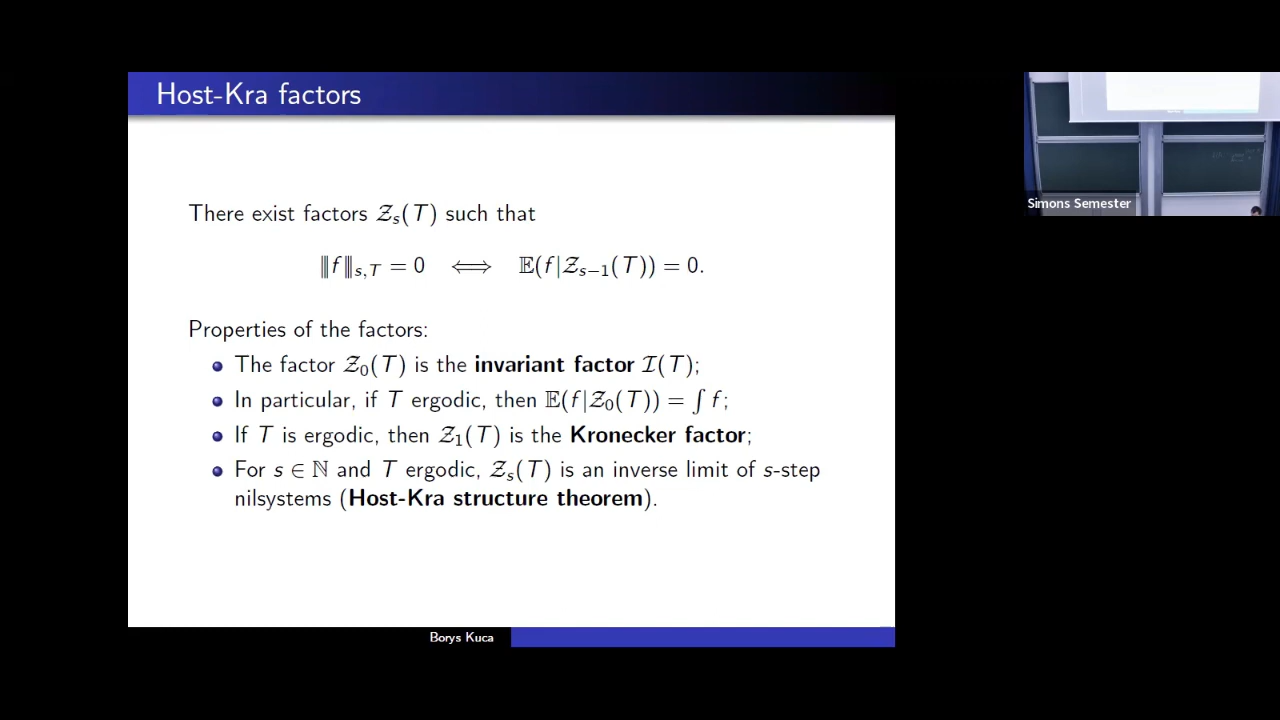 Host-Kra factors
There exist factors 𝒵ₛ(T) such that
⦀f⦀ₛ,T = 0 ⟺ 𝔼(f|𝒵ₛ₋₁(T)) = 0.
Properties of the factors:
The factor 𝒵₀(T) is the invariant factor ℐ(T);
In particular, if T ergodic, then 𝔼(f|𝒵₀(T)) = ∫ f;
If T is ergodic, then 𝒵₁(T) is the Kronecker factor;
For s ∈ ℕ and T ergodic, 𝒵ₛ(T) is an inverse limit of s-step
nilsystems (Host-Kra structure theorem).
Borys Kuca
Simons Semester